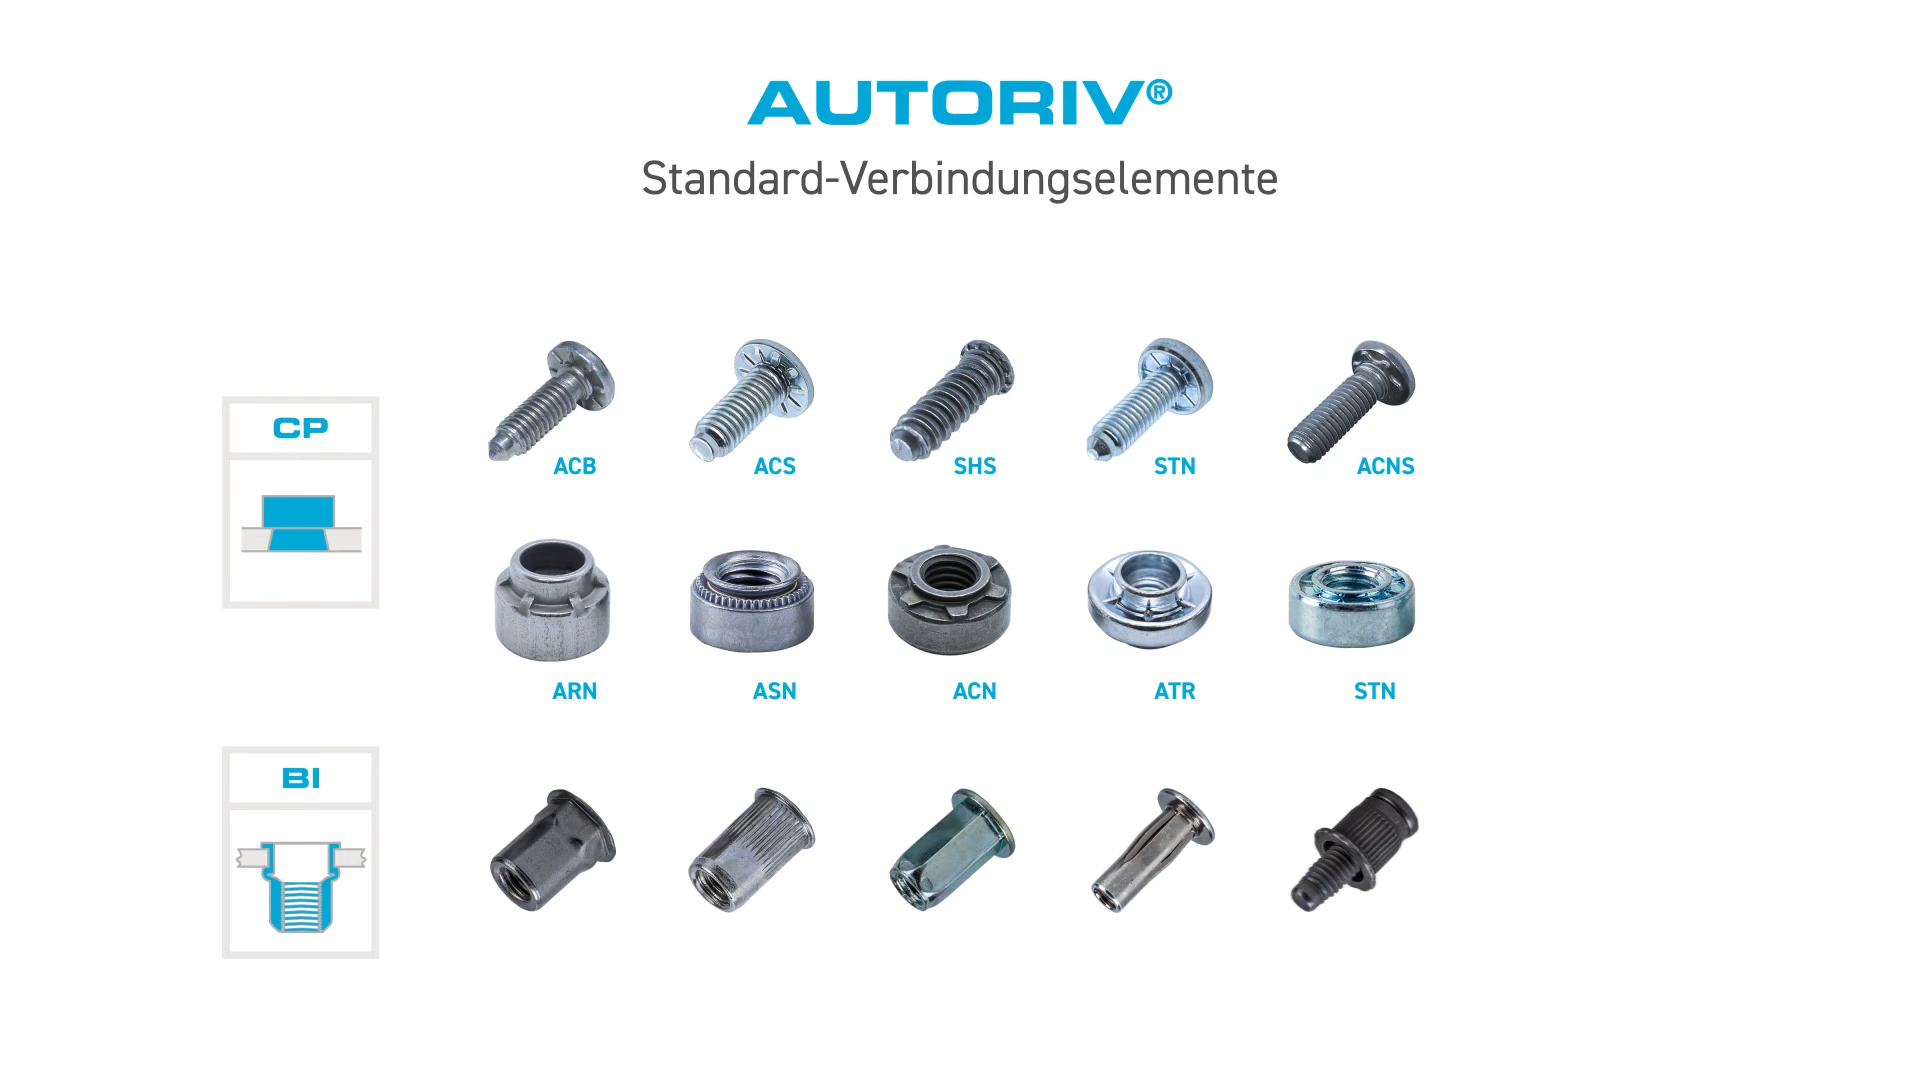 AUTORIV®
Standard-Verbindungselemente
CP
ACB ACS SHS STN ACNS
ARN ASN ACN ATR STN
BI